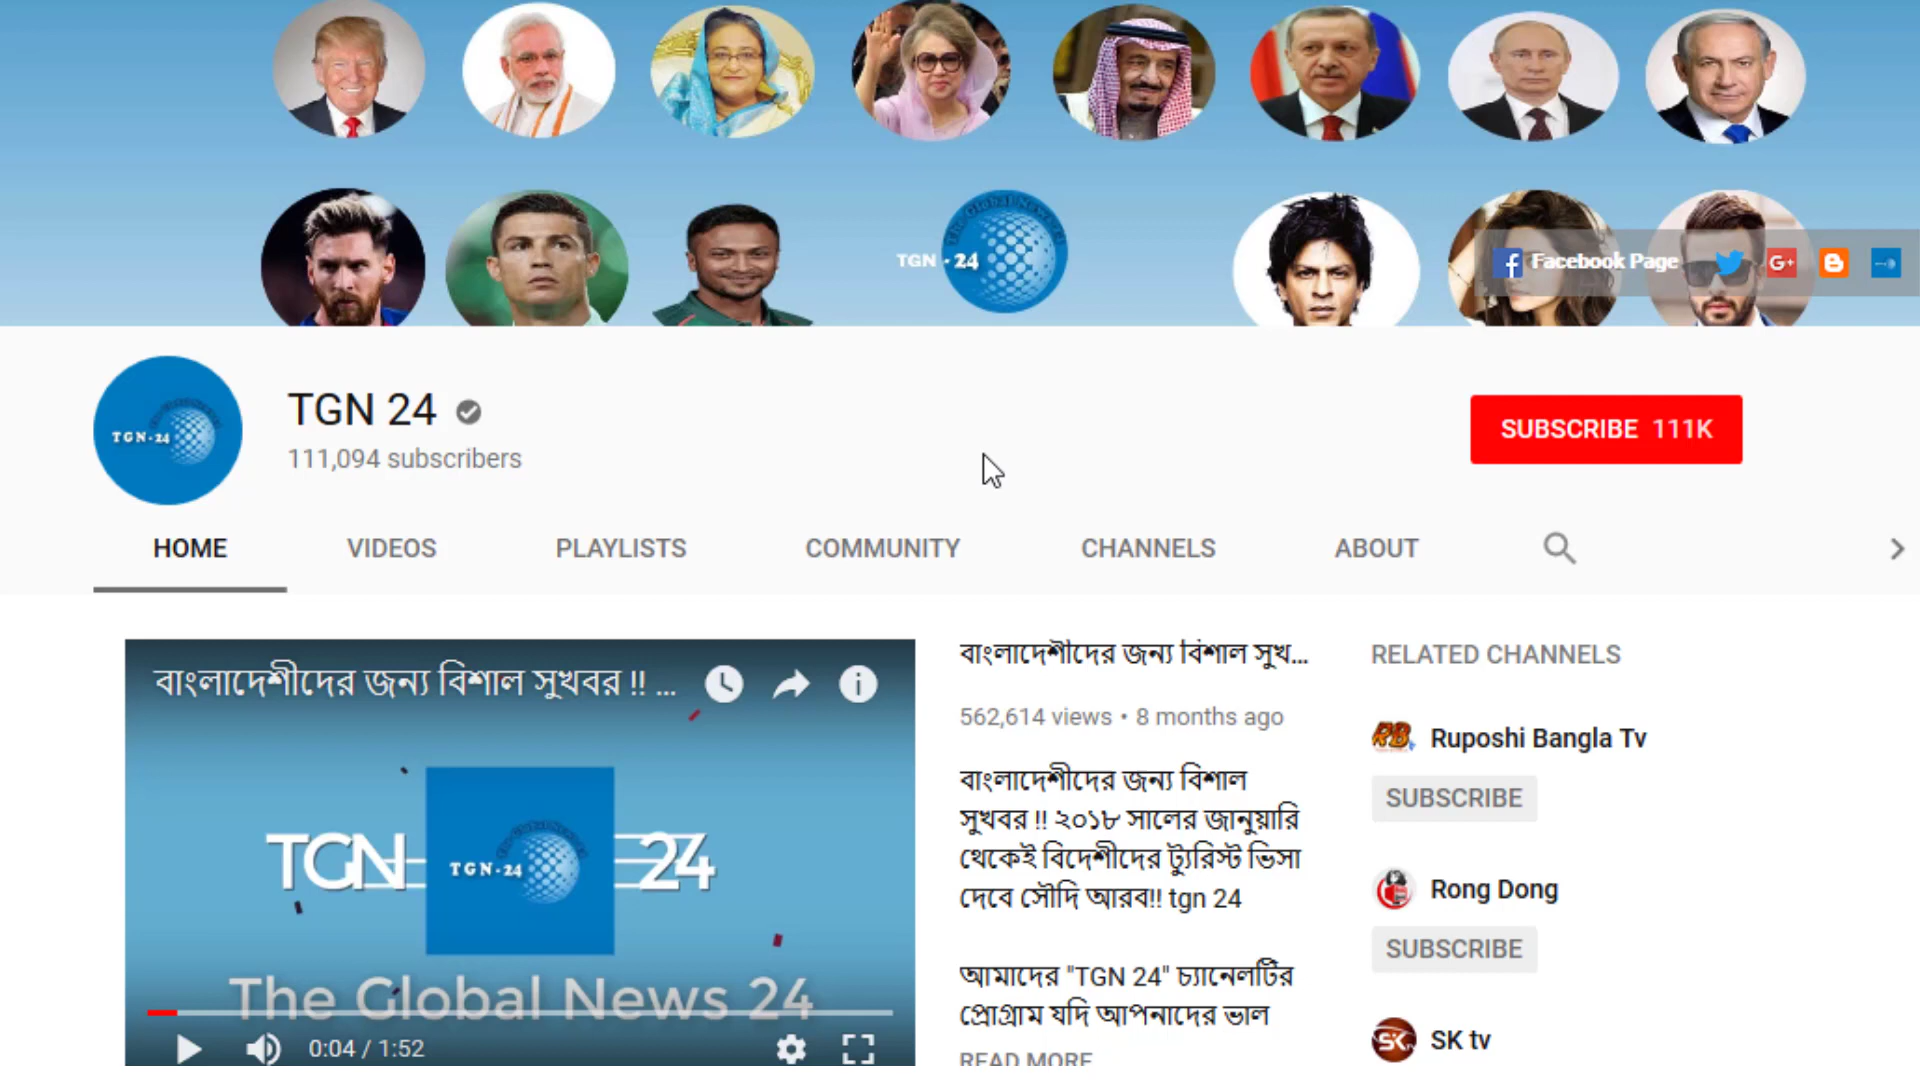 TGN - 24
Facebook Page
G+
TGN-24
TGN 24
111,094 subscribers
SUBSCRIBE 111K
HOME
VIDEOS
PLAYLISTS
COMMUNITY
CHANNELS
ABOUT
বাংলাদেশীদের জন্য বিশাল সুখবর !! ...
TGN
TGN-24
24
The Global News 24
0:04 / 1:52
বাংলাদেশীদের জন্য বিশাল সুখ...
562,614 views • 8 months ago
বাংলাদেশীদের জন্য বিশাল
সুখবর !! ২০১৮ সালের জানুয়ারি
থেকেই বিদেশীদের ট্যুরিস্ট ভিসা
দেবে সৌদি আরব!! tgn 24
আমাদের "TGN 24" চ্যানেলটির
প্রোগ্রাম যদি আপনাদের ভাল
READ MORE
RELATED CHANNELS
Ruposhi Bangla Tv
SUBSCRIBE
Rong Dong
SUBSCRIBE
SK tv